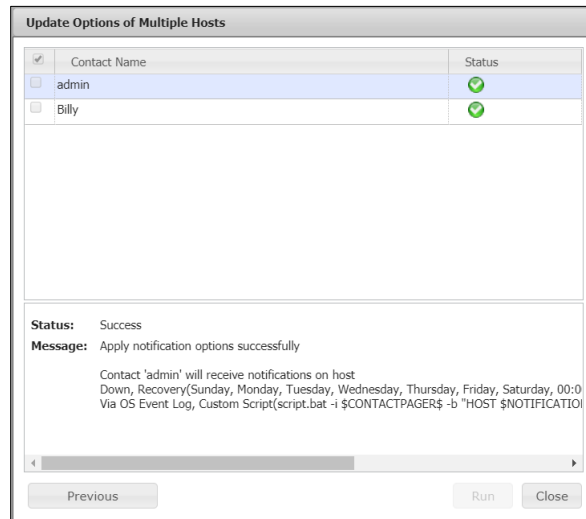 Update Options of Multiple Hosts
Contact Name Status
admin
Billy
Status: Success
Message: Apply notification options successfully
Contact 'admin' will receive notifications on host
Down, Recovery(Sunday, Monday, Tuesday, Wednesday, Thursday, Friday, Saturday, 00:0
Via OS Event Log, Custom Script(script.bat -i $CONTACTPAGER$ -b "HOST $NOTIFICATION
Previous Run Close